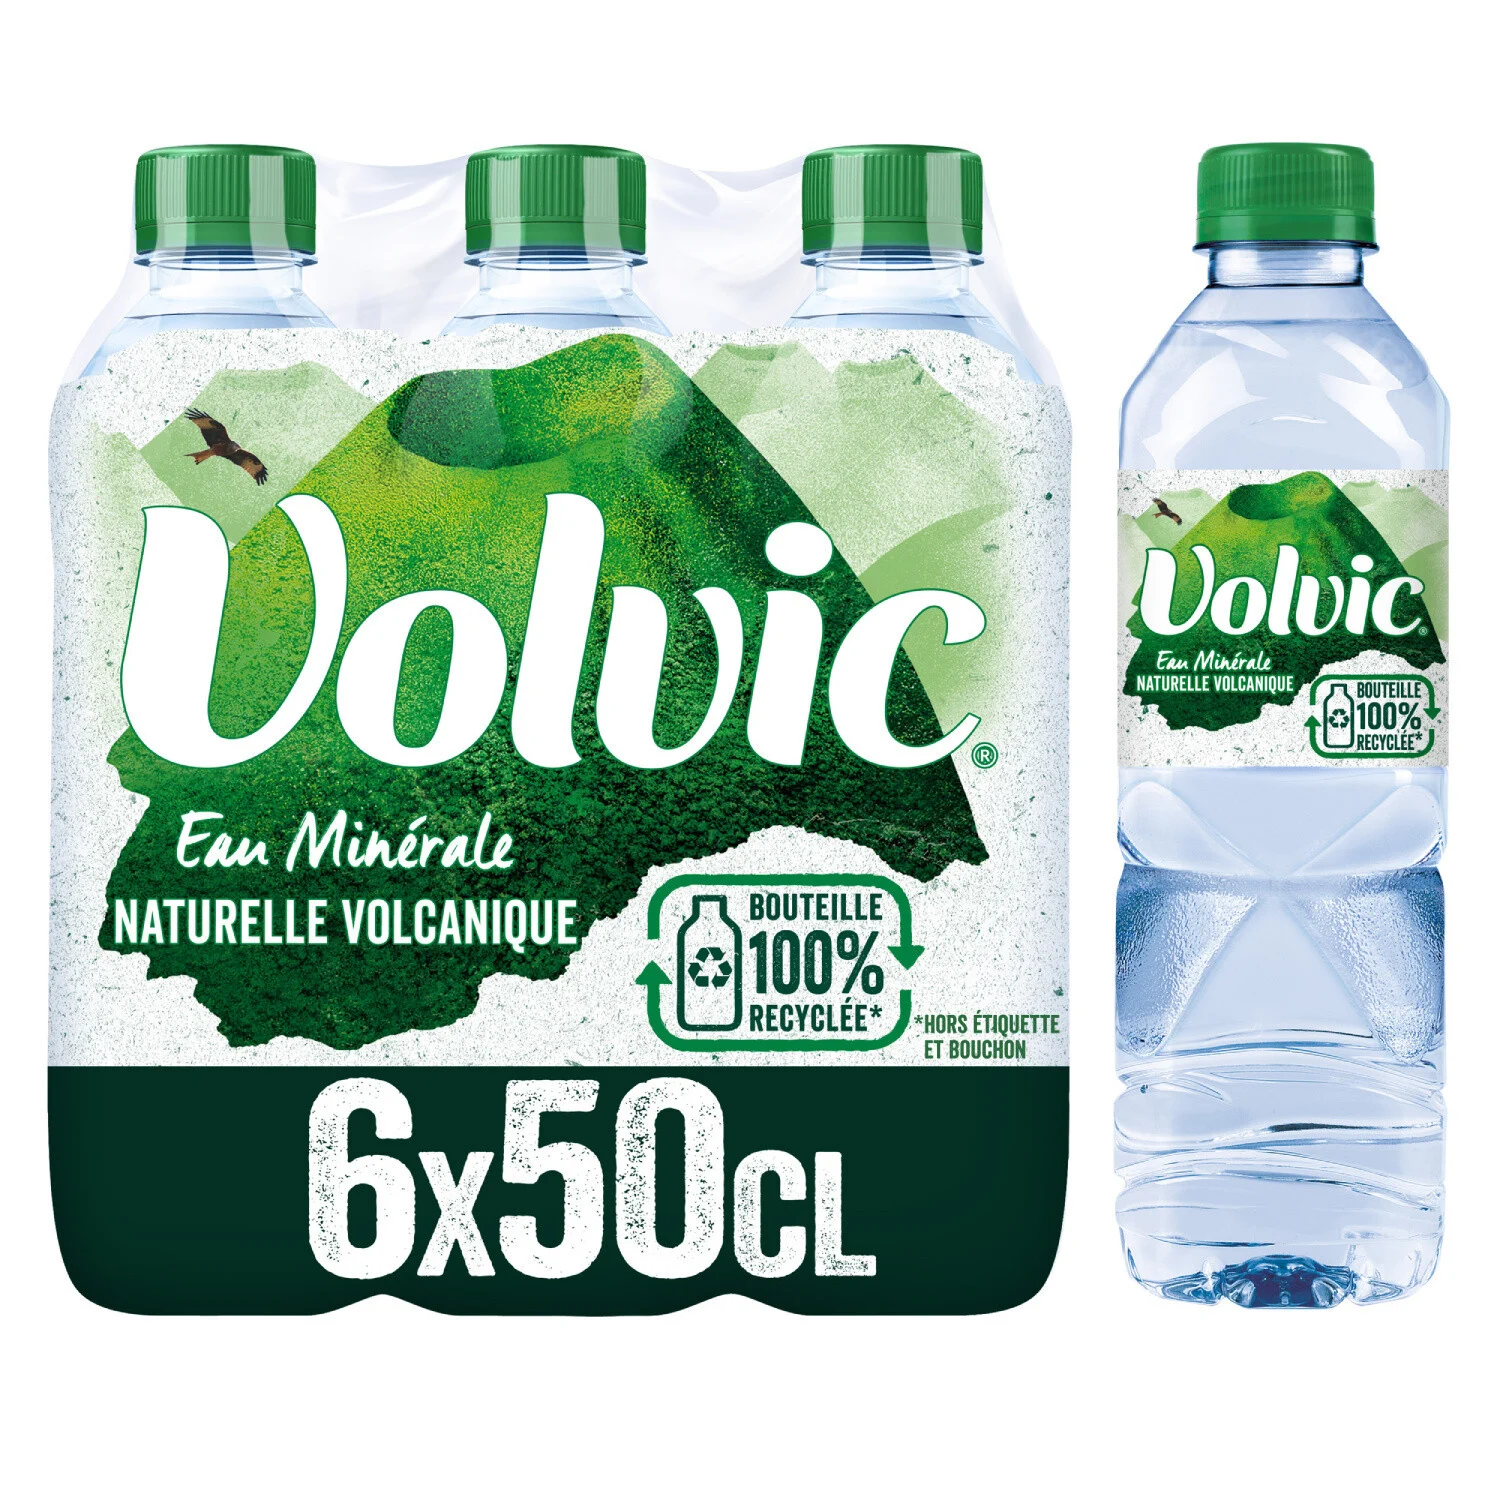 Volvic®
Eau Minérale
NATURELLE VOLCANIQUE
BOUTEILLE
100%
RECYCLÉE*
*HORS ÉTIQUETTE
ET BOUCHON
6x50CL
Volvic®
Eau Minérale
NATURELLE VOLCANIQUE
BOUTEILLE
100%
RECYCLÉE*